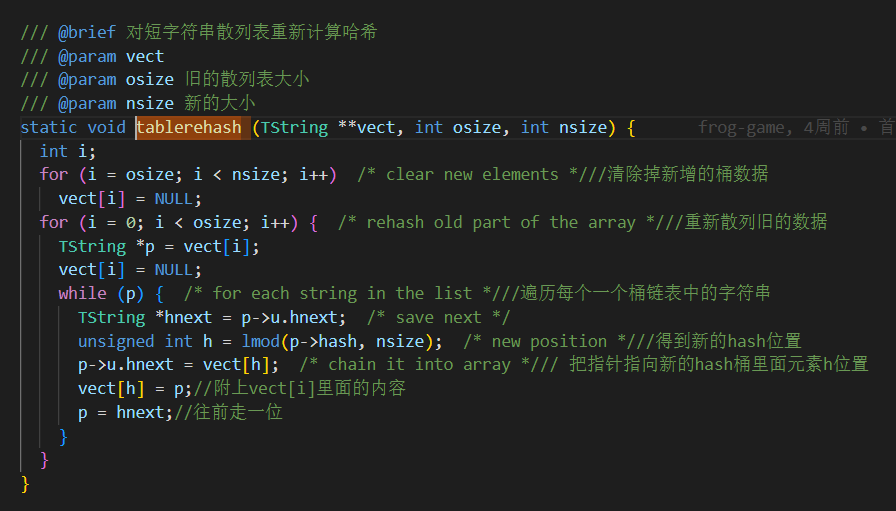 /// @brief 对短字符串散列表重新计算哈希
/// @param vect
/// @param osize 旧的散列表大小
/// @param nsize 新的大小
static void tablerehash (TString **vect, int osize, int nsize) {        frog-game, 4周前 • 首
  int i;
  for (i = osize; i < nsize; i++)  /* clear new elements *///清除掉新增的桶数据
    vect[i] = NULL;
  for (i = 0; i < osize; i++) {  /* rehash old part of the array *///重新散列旧的数据
    TString *p = vect[i];
    vect[i] = NULL;
    while (p) {  /* for each string in the list *///遍历每个一个桶链表中的字符串
      TString *hnext = p->u.hnext;  /* save next */
      unsigned int h = lmod(p->hash, nsize);  /* new position *///得到新的hash位置
      p->u.hnext = vect[h];  /* chain it into array */// 把指针指向新的hash桶里面元素h位置
      vect[h] = p;//附上vect[i]里面的内容
      p = hnext;//往前走一位
    }
  }
}